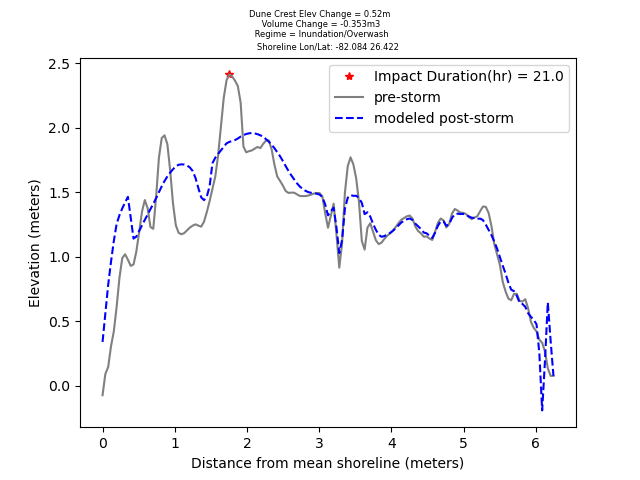 Dune Crest Elev Change = 0.52m
Volume Change = -0.353m3
Regime = Inundation/Overwash
Shoreline Lon/Lat: -82.084 26.422
Impact Duration(hr) = 21.0
pre-storm
modeled post-storm
Elevation (meters)
2.5
2.0
1.5
1.0
0.5
0.0
0 1 2 3 4 5 6
Distance from mean shoreline (meters)